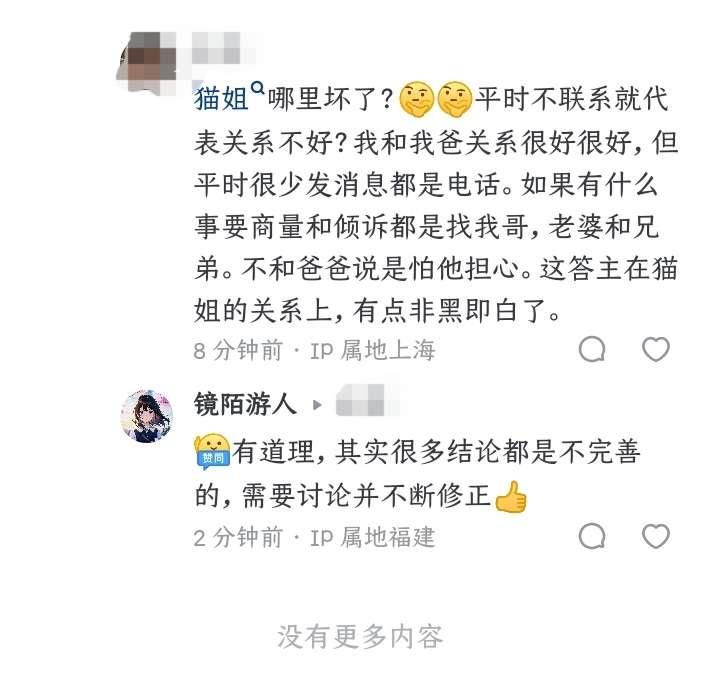 猫姐哪里坏了?🤔🤔平时不联系就代
表关系不好?我和我爸关系很好很好,但
平时很少发消息都是电话。如果有什么
事要商量和倾诉都是找我哥,老婆和兄
弟。不和爸爸说是怕他担心。这答主在猫
姐的关系上,有点非黑即白了。
8 分钟前 · IP 属地上海
镜陌游人
赞同有道理,其实很多结论都是不完善
的,需要讨论并不断修正👍
2 分钟前 · IP 属地福建
没有更多内容